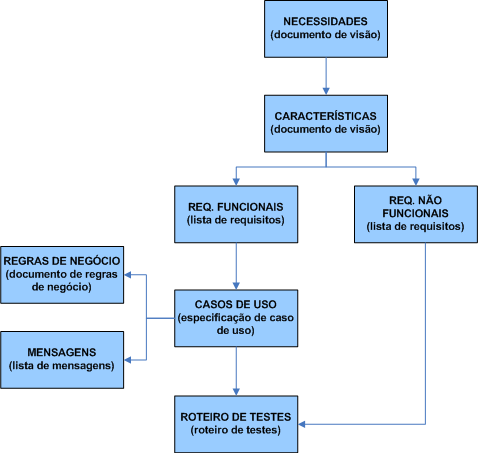 NECESSIDADES
(documento de visão)
CARACTERÍSTICAS
(documento de visão)
REQ. FUNCIONAIS
(lista de requisitos)
REQ. NÃO
FUNCIONAIS
(lista de requisitos)
REGRAS DE NEGÓCIO
(documento de regras
de negócio)
CASOS DE USO
(especificação de caso
de uso)
MENSAGENS
(lista de mensagens)
ROTEIRO DE TESTES
(roteiro de testes)